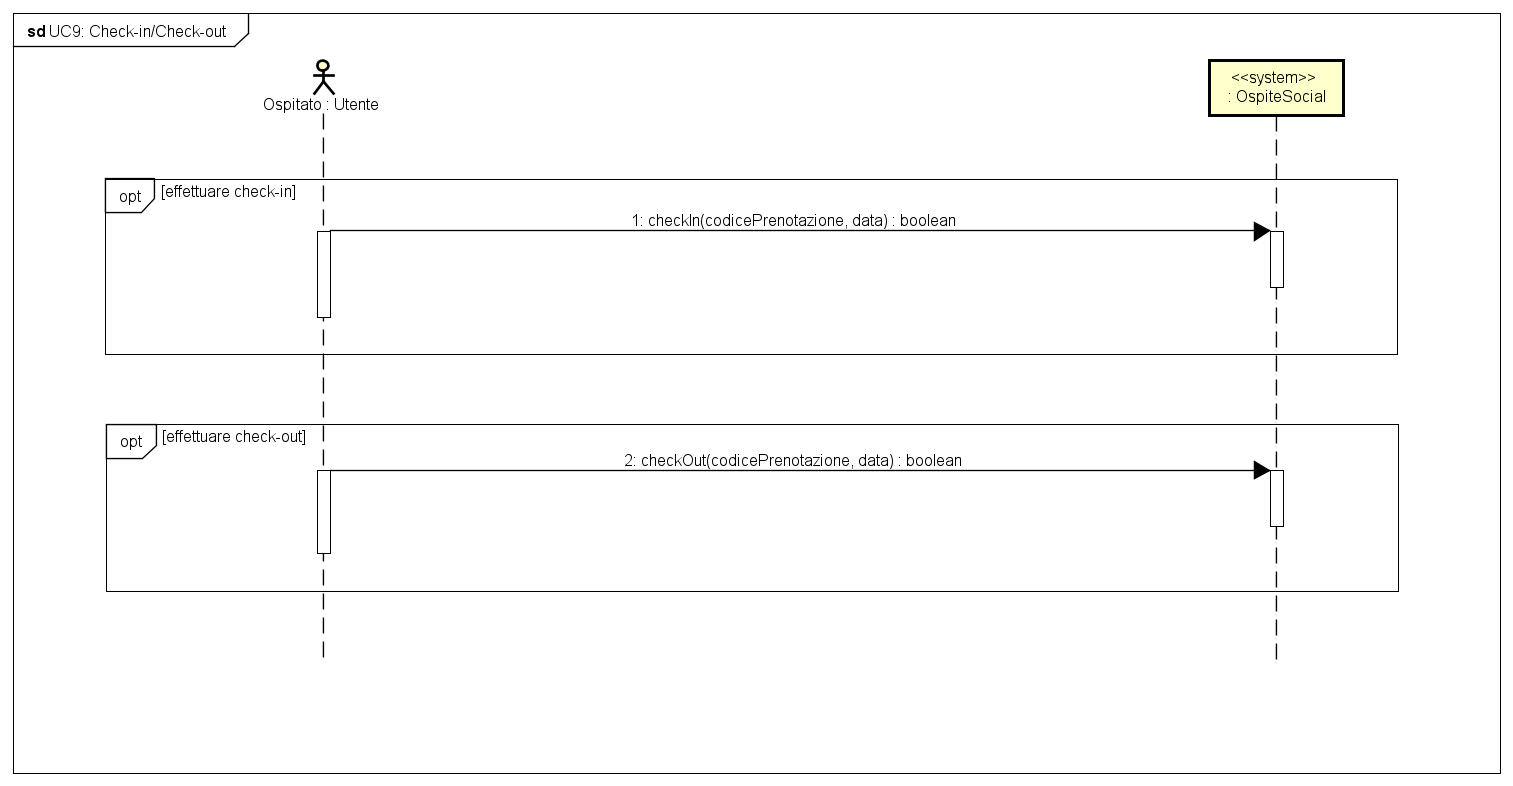 sd UC9: Check-in/Check-out
Ospitato : Utente
<<system>>
: OspiteSocial
opt
[effettuare check-in]
1: checkIn(codicePrenotazione, data) : boolean
opt
[effettuare check-out]
2: checkOut(codicePrenotazione, data) : boolean